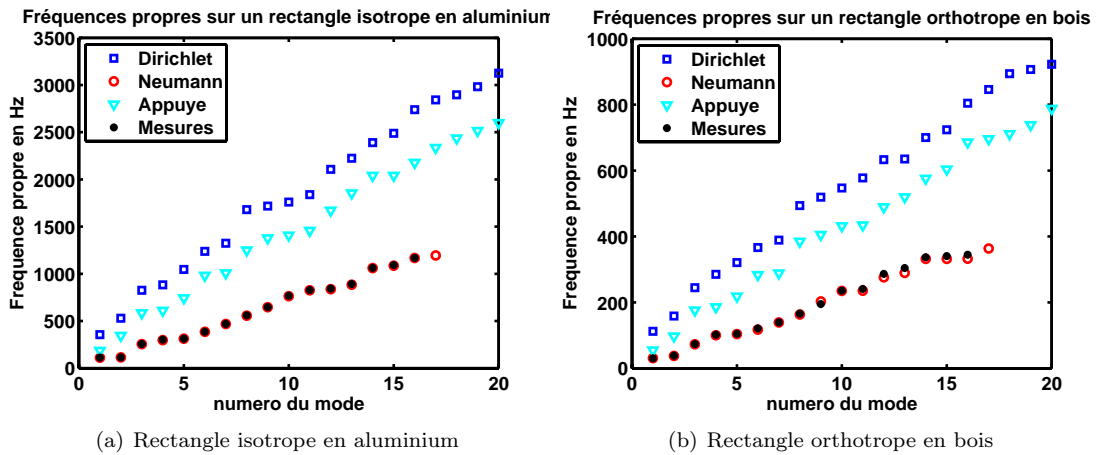 Fréquences propres sur un rectangle isotrope en aluminium
Frequence propre en Hz
3500
3000
2500
2000
1500
1000
500
0
Dirichlet
Neumann
Appuye
Mesures
0
5
10
15
20
numero du mode
(a) Rectangle isotrope en aluminium
Fréquences propres sur un rectangle orthotrope en bois
Frequence propre en Hz
1000
800
600
400
200
0
Dirichlet
Neumann
Appuye
Mesures
0
5
10
15
20
numero du mode
(b) Rectangle orthotrope en bois